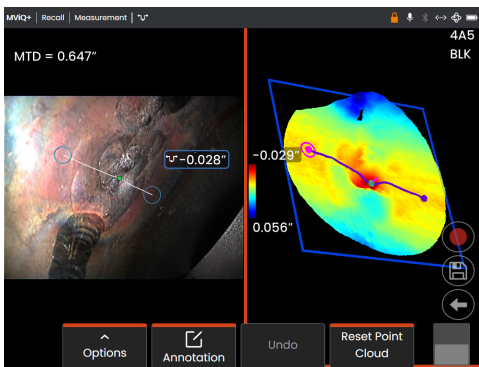 MViQ+ | Recall | Measurement |
4A5
BLK
MTD = 0.647"
-0.028"
-0.029"
0.056"
Options
Annotation
Undo
Reset Point
Cloud